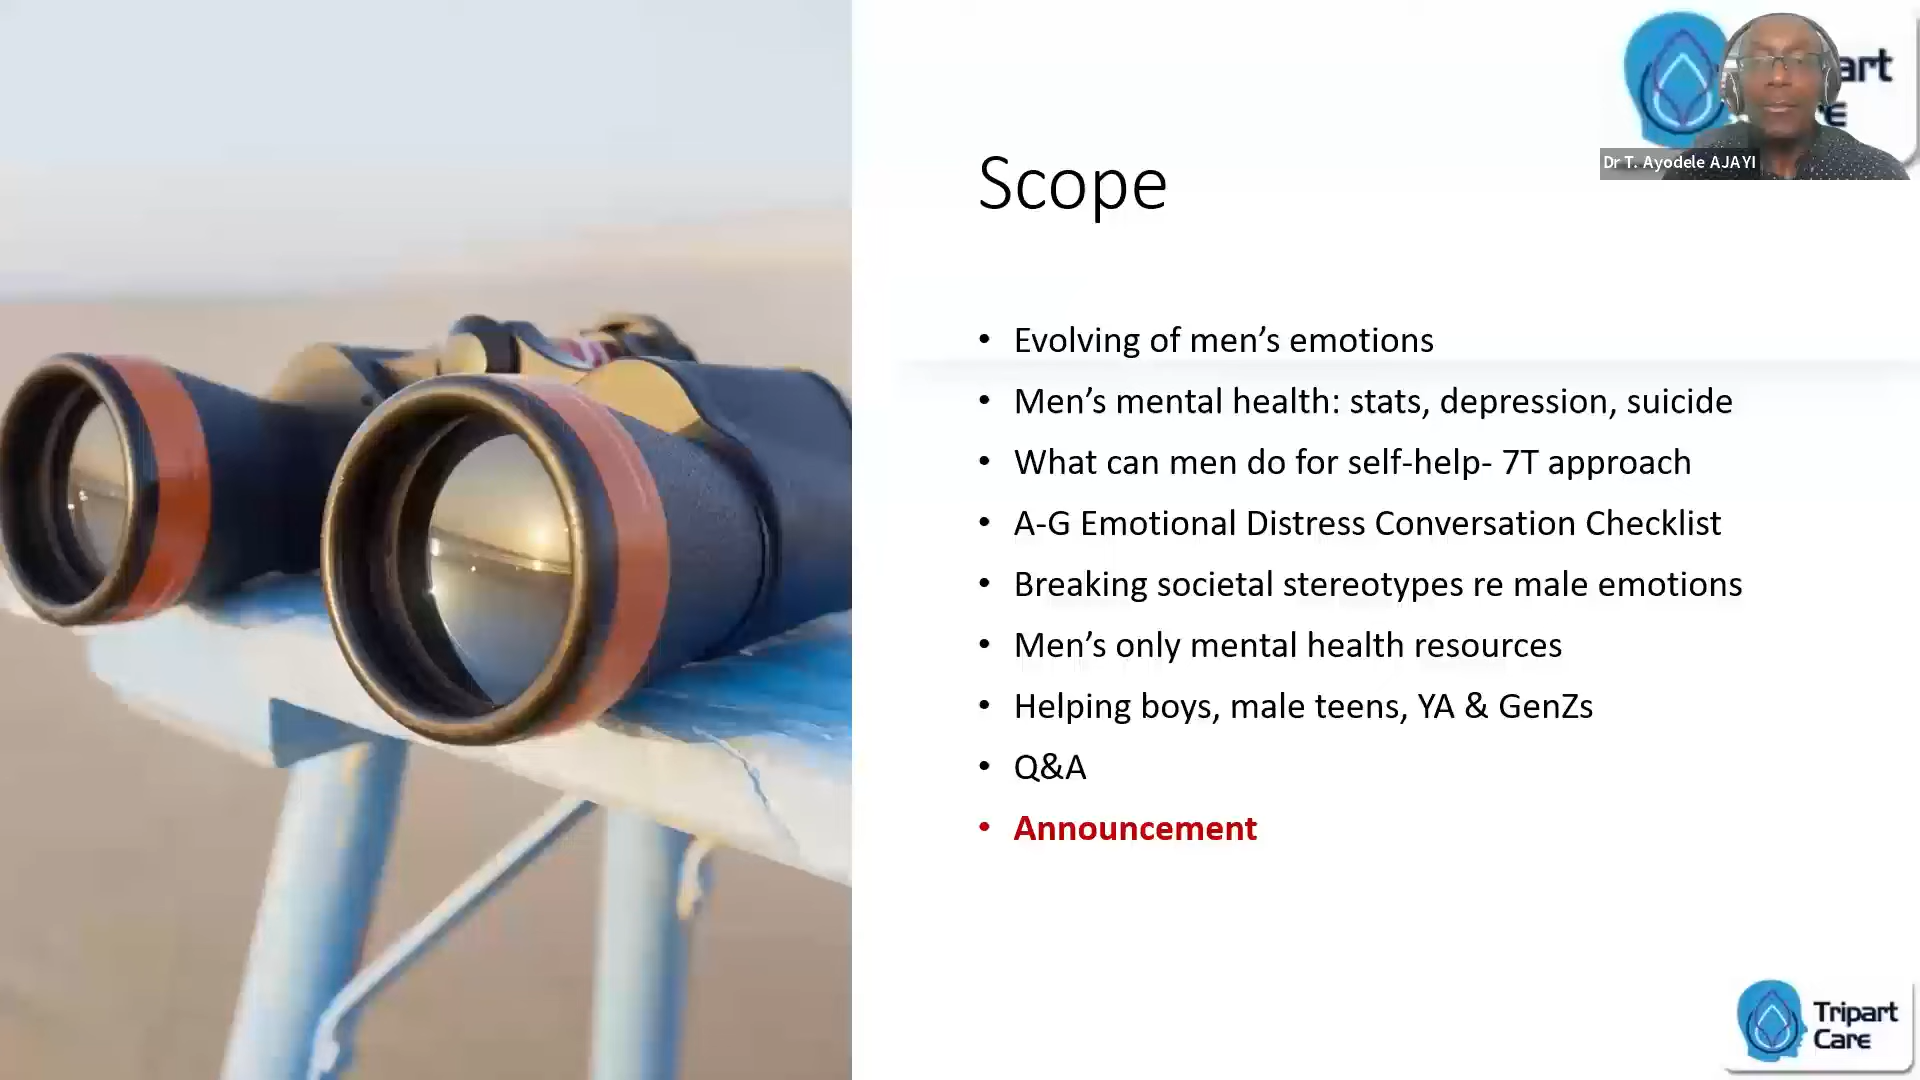 art
e
Dr T. Ayodele AJAYI
Scope
• Evolving of men’s emotions
• Men’s mental health: stats, depression, suicide
• What can men do for self-help- 7T approach
• A-G Emotional Distress Conversation Checklist
• Breaking societal stereotypes re male emotions
• Men’s only mental health resources
• Helping boys, male teens, YA & GenZs
• Q&A
• Announcement
Tripart
Care